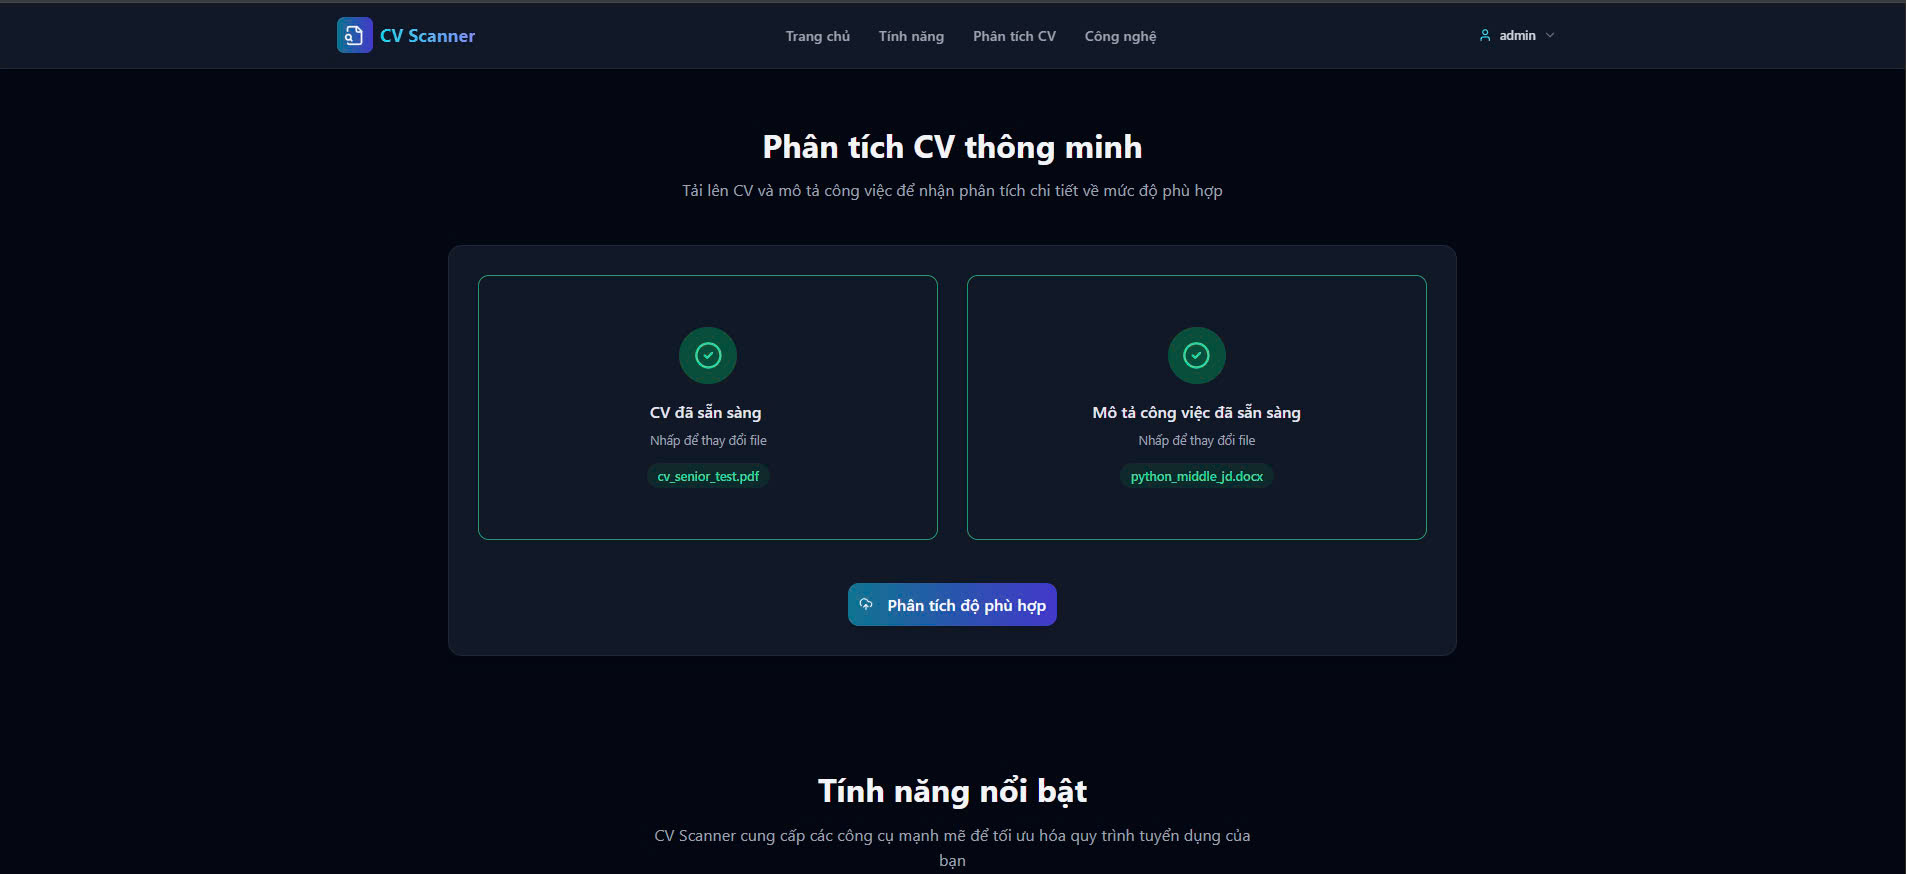 CV Scanner
Trang chủ
Tính năng
Phân tích CV
Công nghệ
admin
Phân tích CV thông minh
Tải lên CV và mô tả công việc để nhận phân tích chi tiết về mức độ phù hợp
CV đã sẵn sàng
Nhấp để thay đổi file
cv_senior_test.pdf
Mô tả công việc đã sẵn sàng
Nhấp để thay đổi file
python_middle_jd.docx
Phân tích độ phù hợp
Tính năng nổi bật
CV Scanner cung cấp các công cụ mạnh mẽ để tối ưu hóa quy trình tuyển dụng của
bạn